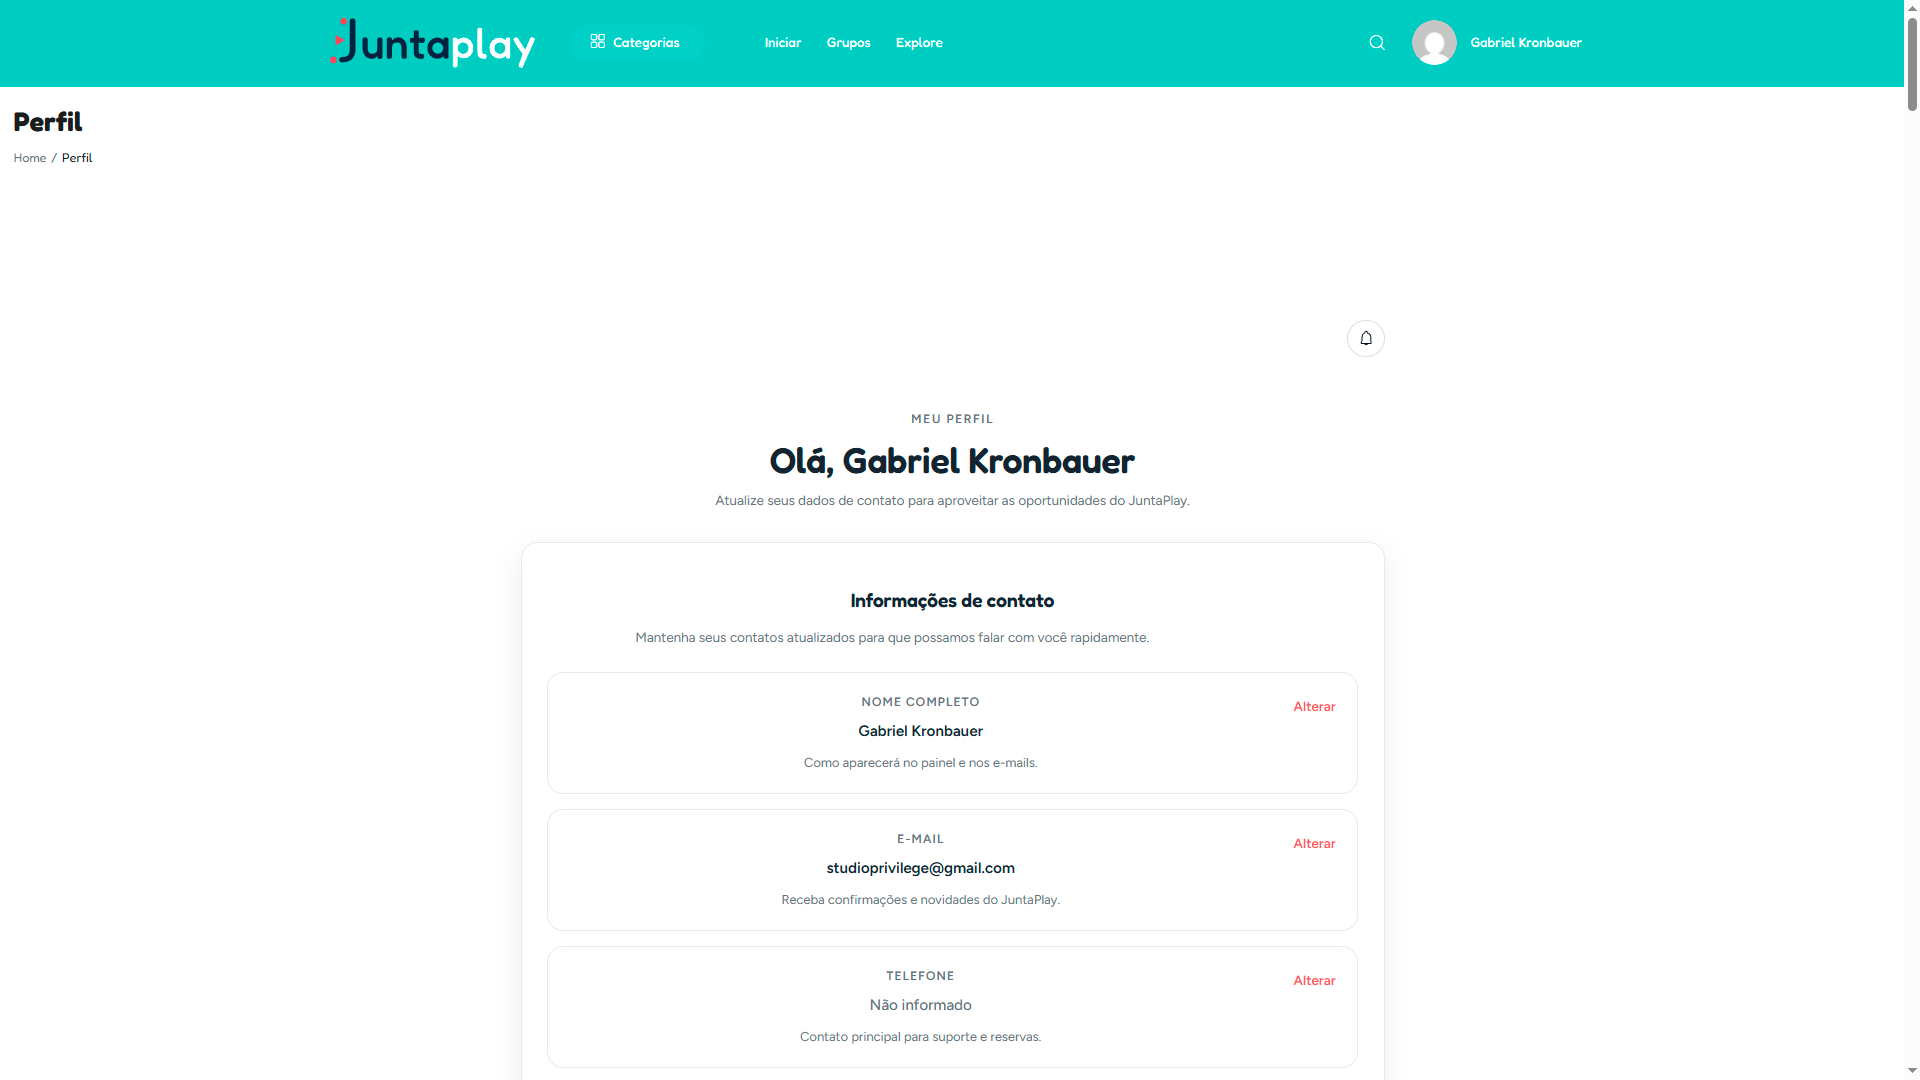 Juntaplay
Categorias
Iniciar
Grupos
Explore
Gabriel Kronbauer
Perfil
Home / Perfil
MEU PERFIL
Olá, Gabriel Kronbauer
Atualize seus dados de contato para aproveitar as oportunidades do JuntaPlay.
Informações de contato
Mantenha seus contatos atualizados para que possamos falar com você rapidamente.
NOME COMPLETO
Alterar
Gabriel Kronbauer
Como aparecerá no painel e nos e-mails.
E-MAIL
Alterar
studioprivilege@gmail.com
Receba confirmações e novidades do JuntaPlay.
TELEFONE
Alterar
Não informado
Contato principal para suporte e reservas.